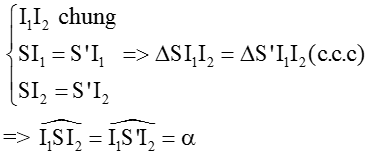 I₁I₂ chung
SI₁ = S'I₁ => ΔSI₁I₂ = ΔS'I₁I₂ (c.c.c)
SI₂ = S'I₂
=> I₁SI₂ = I₁S'I₂ = α